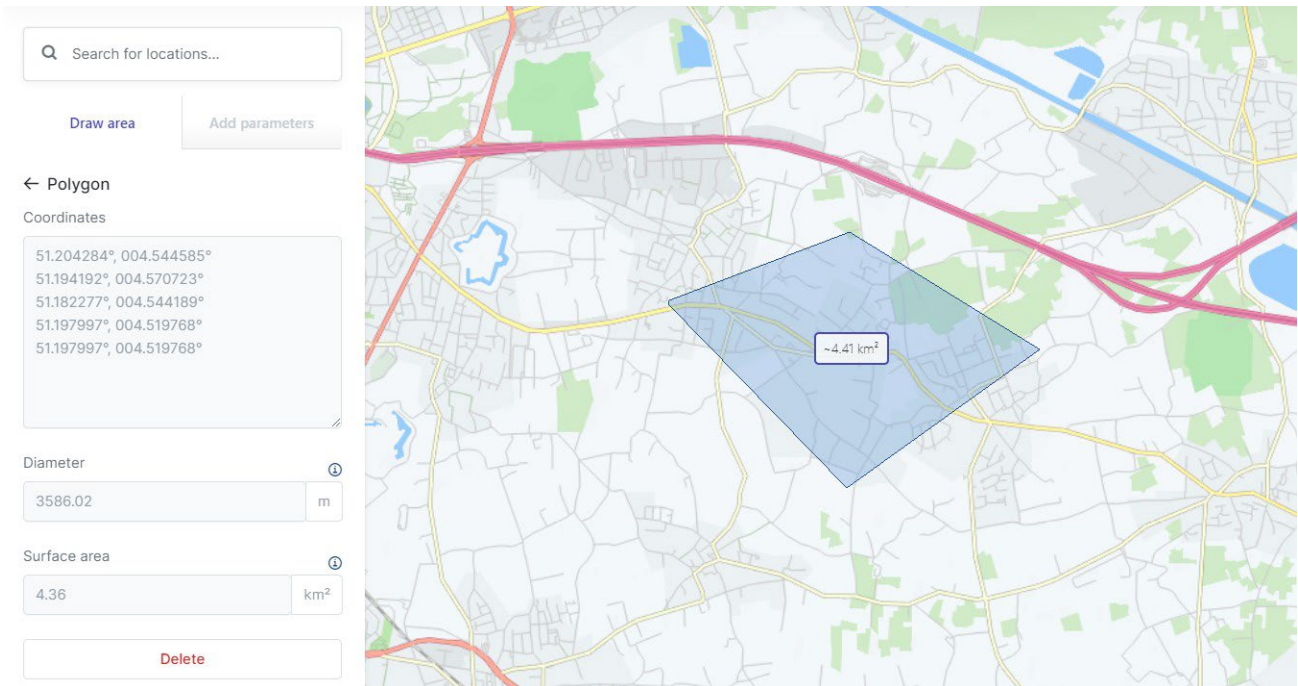 Search for locations...
Draw area
Add parameters
← Polygon
Coordinates
51.204284°, 004.544585°
51.194192°, 004.570723°
51.182277°, 004.544189°
51.197997°, 004.519768°
51.197997°, 004.519768°
Diameter
3586.02
m
Surface area
4.36
km²
Delete
~4.41 km²